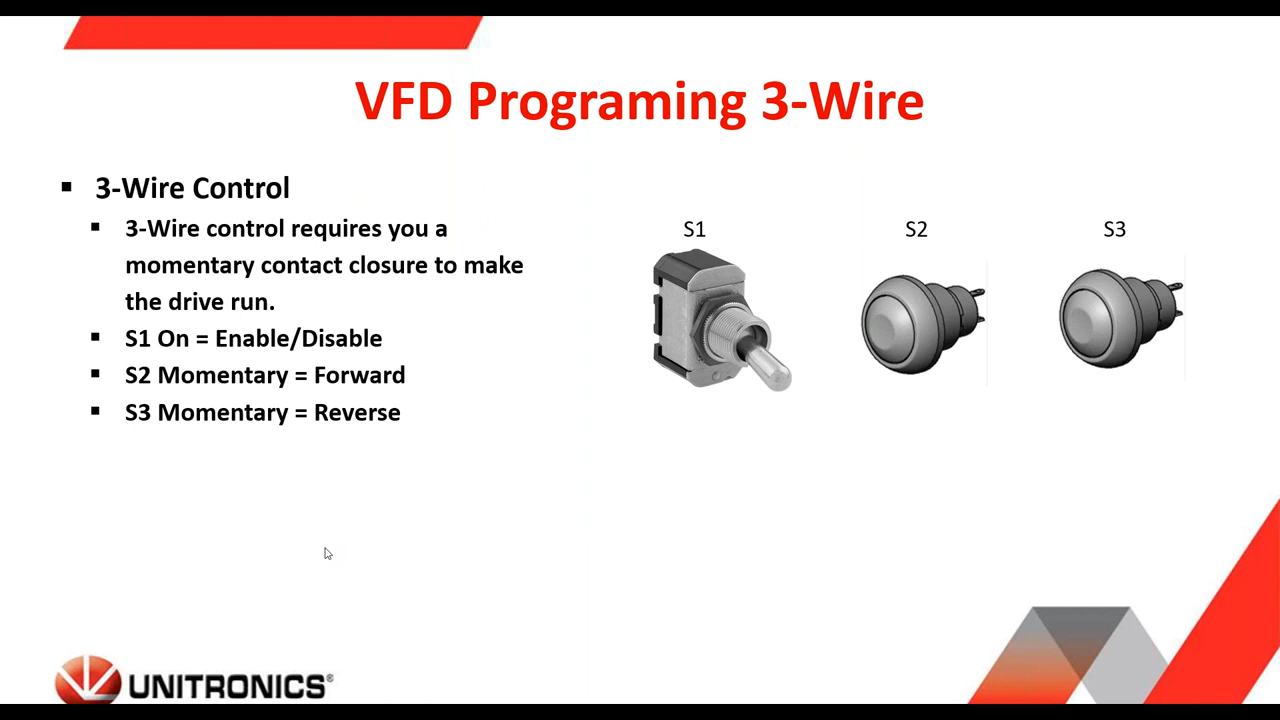 VFD Programing 3-Wire
▪ 3-Wire Control
▪ 3-Wire control requires you a
momentary contact closure to make
the drive run.
▪ S1 On = Enable/Disable
▪ S2 Momentary = Forward
▪ S3 Momentary = Reverse
S1
S2
S3
UNITRONICS®